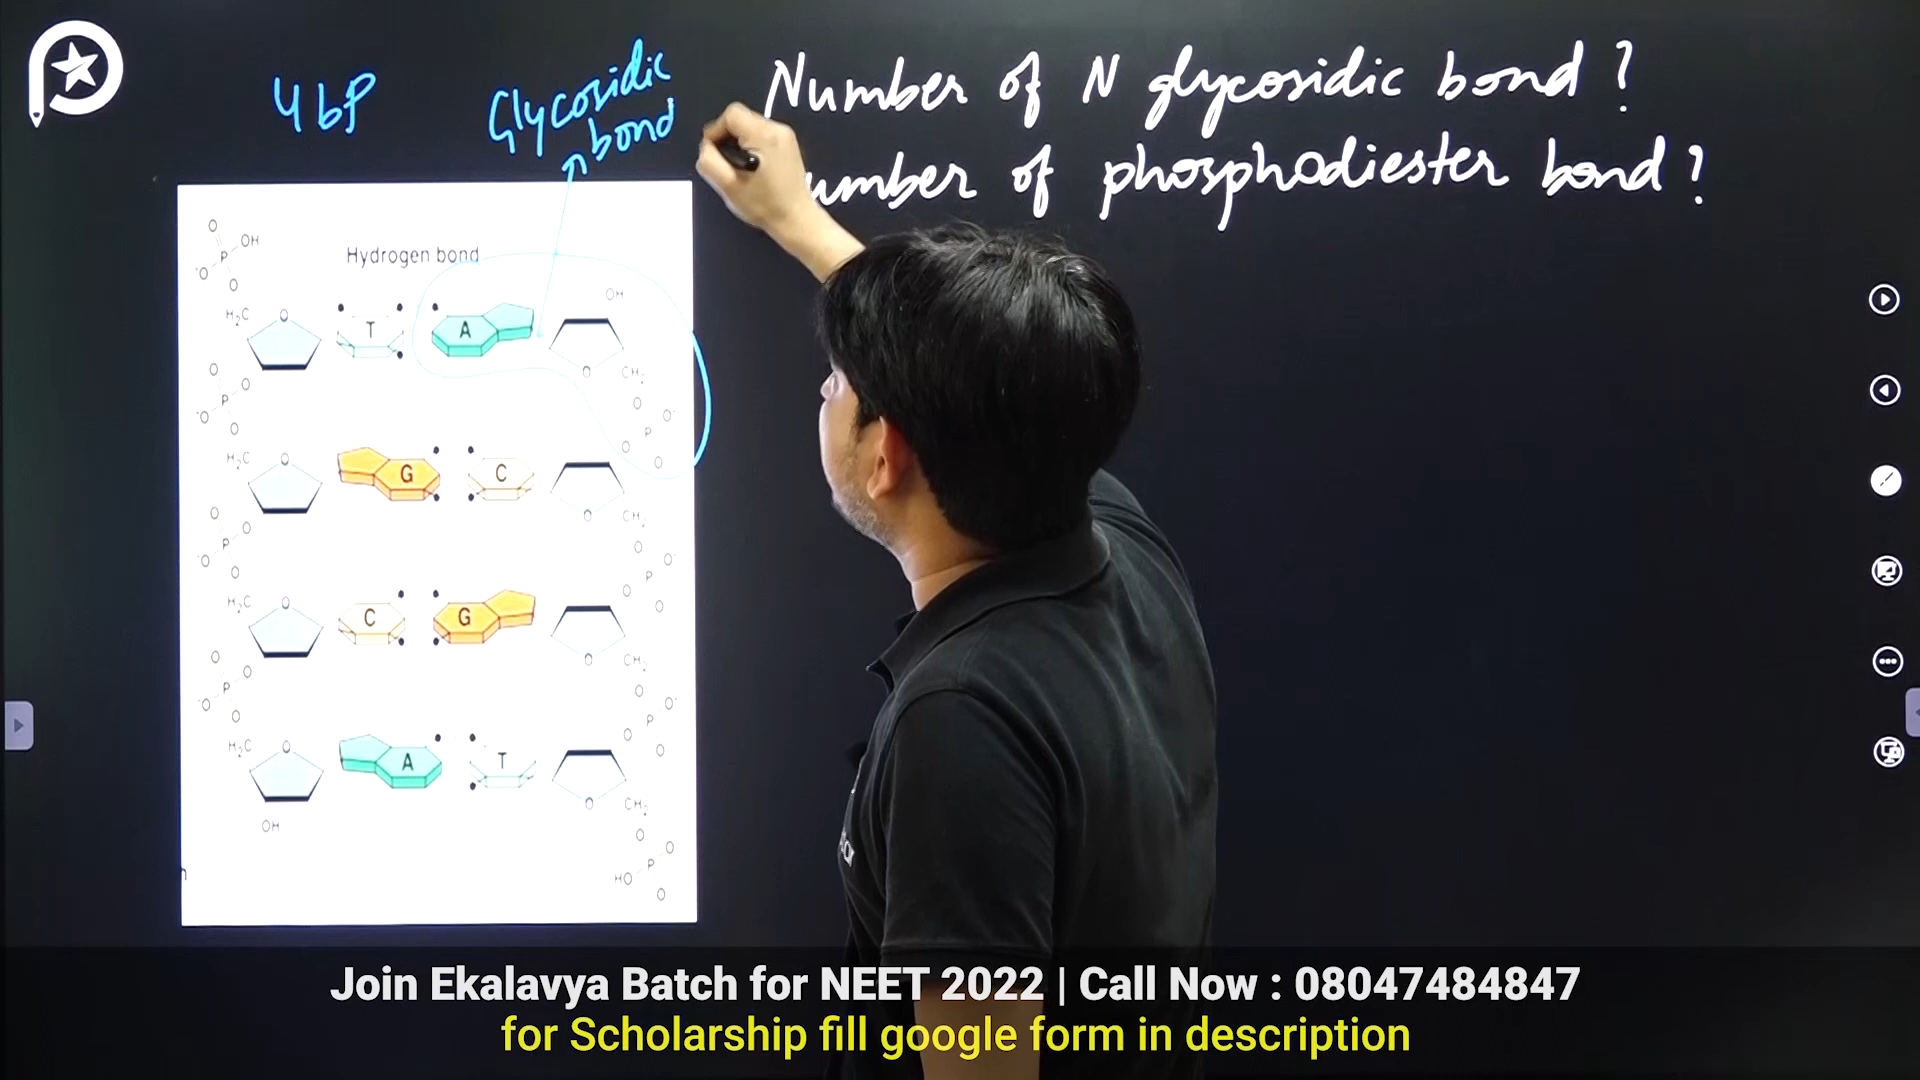 4 bp
Glycosidic
bond
Number of N glycosidic bond ?
umber of phosphodiester bond ?
Hydrogen bond
O
OH
P
-O
O
H₂C
O
T
A
OH
O
CH₂
O
O
P
-O
O
O
O-
P
O
O
H₂C
O
G
C
O
CH₂
O
O
P
-O
O
O
O-
P
O
O
H₂C
O
C
G
O
CH₂
O
O
P
-O
O
O
O-
P
O
O
H₂C
O
A
T
O
CH₂
OH
O
O
P
HO
O
Join Ekalavya Batch for NEET 2022 | Call Now : 08047484847
for Scholarship fill google form in description